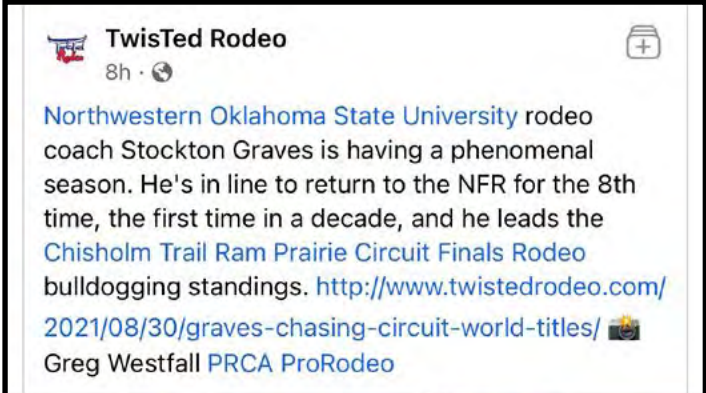 TwisTed Rodeo
8h ·
Northwestern Oklahoma State University rodeo
coach Stockton Graves is having a phenomenal
season. He's in line to return to the NFR for the 8th
time, the first time in a decade, and he leads the
Chisholm Trail Ram Prairie Circuit Finals Rodeo
bulldogging standings. http://www.twistedrodeo.com/
2021/08/30/graves-chasing-circuit-world-titles/ 📸
Greg Westfall PRCA ProRodeo